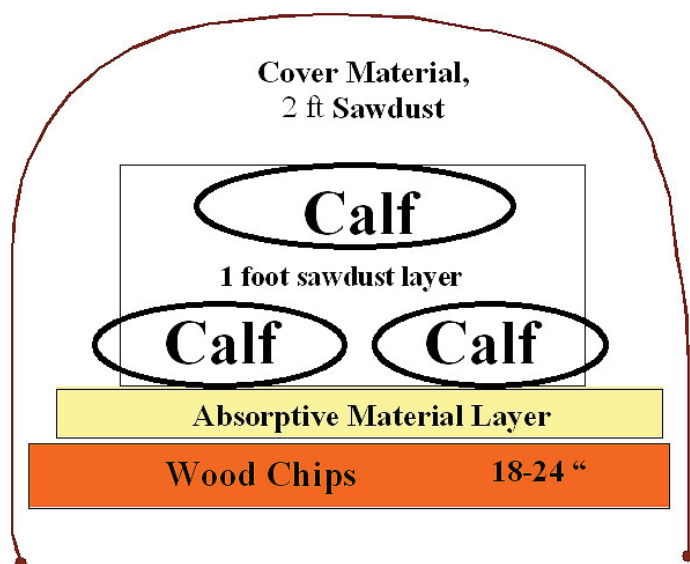 Cover Material,
2 ft Sawdust
Calf
1 foot sawdust layer
Calf Calf
Absorptive Material Layer
Wood Chips 18-24 “